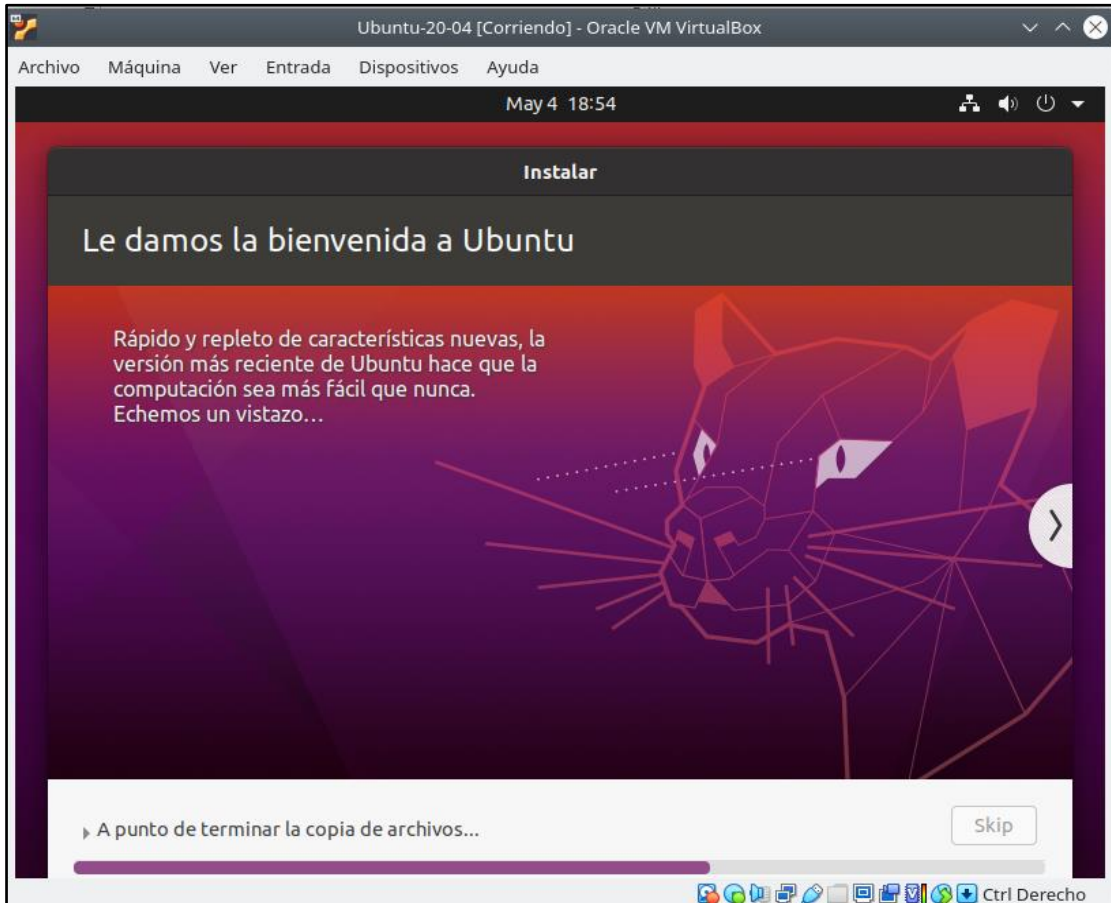 Ubuntu-20-04 [Corriendo] - Oracle VM VirtualBox
Archivo Máquina Ver Entrada Dispositivos Ayuda
May 4 18:54
Instalar
Le damos la bienvenida a Ubuntu
Rápido y repleto de características nuevas, la
versión más reciente de Ubuntu hace que la
computación sea más fácil que nunca.
Echemos un vistazo…
A punto de terminar la copia de archivos...
Skip
Ctrl Derecho